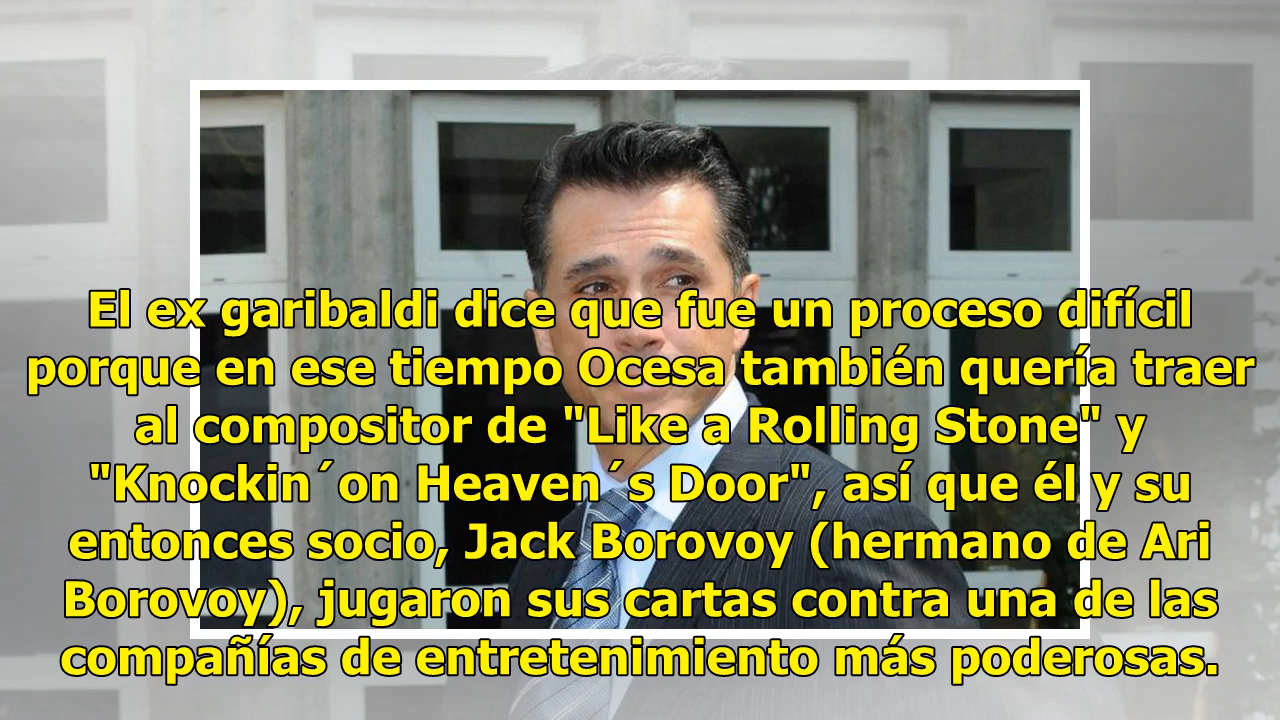 El ex garibaldi dice que fue un proceso difícil
porque en ese tiempo Ocesa también quería traer
al compositor de "Like a Rolling Stone" y
"Knockin´on Heaven´s Door", así que él y su
entonces socio, Jack Borovoy (hermano de Ari
Borovoy), jugaron sus cartas contra una de las
compañías de entretenimiento más poderosas.